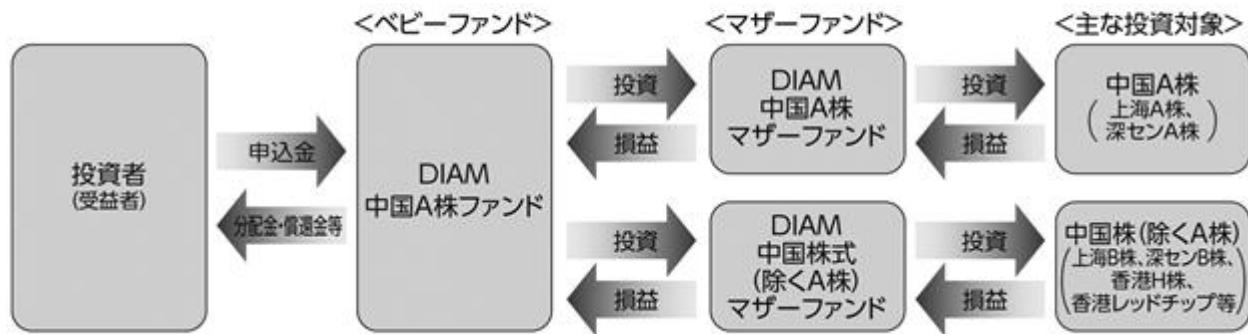 <ベビーファンド>
<マザーファンド>
<主な投資対象>
投資者
(受益者)
申込金
分配金・償還金等
DIAM
中国A株ファンド
投資
損益
DIAM
中国A株
マザーファンド
投資
損益
中国A株
(上海A株、
深センA株)
投資
損益
DIAM
中国株式
(除くA株)
マザーファンド
投資
損益
中国株(除くA株)
(上海B株、深センB株、
香港H株、
香港レッドチップ等)